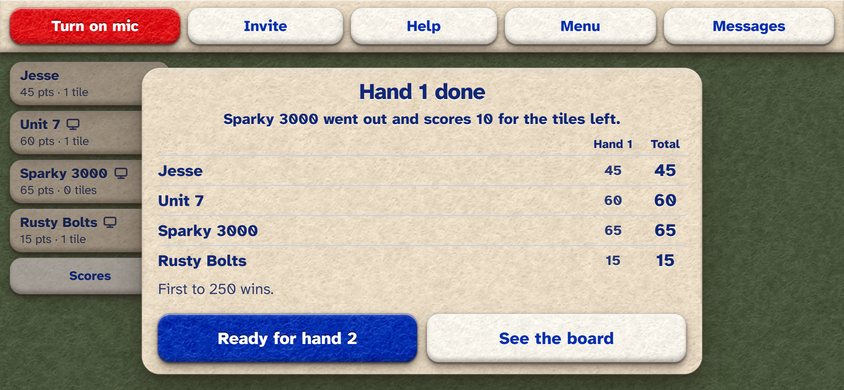 Turn on mic
Invite
Help
Menu
Messages
Jesse
45 pts · 1 tile
Unit 7
60 pts · 1 tile
Sparky 3000
65 pts · 0 tiles
Rusty Bolts
15 pts · 1 tile
Scores
Hand 1 done
Sparky 3000 went out and scores 10 for the tiles left.
Hand 1 Total
Jesse 45 45
Unit 7 60 60
Sparky 3000 65 65
Rusty Bolts 15 15
First to 250 wins.
Ready for hand 2
See the board